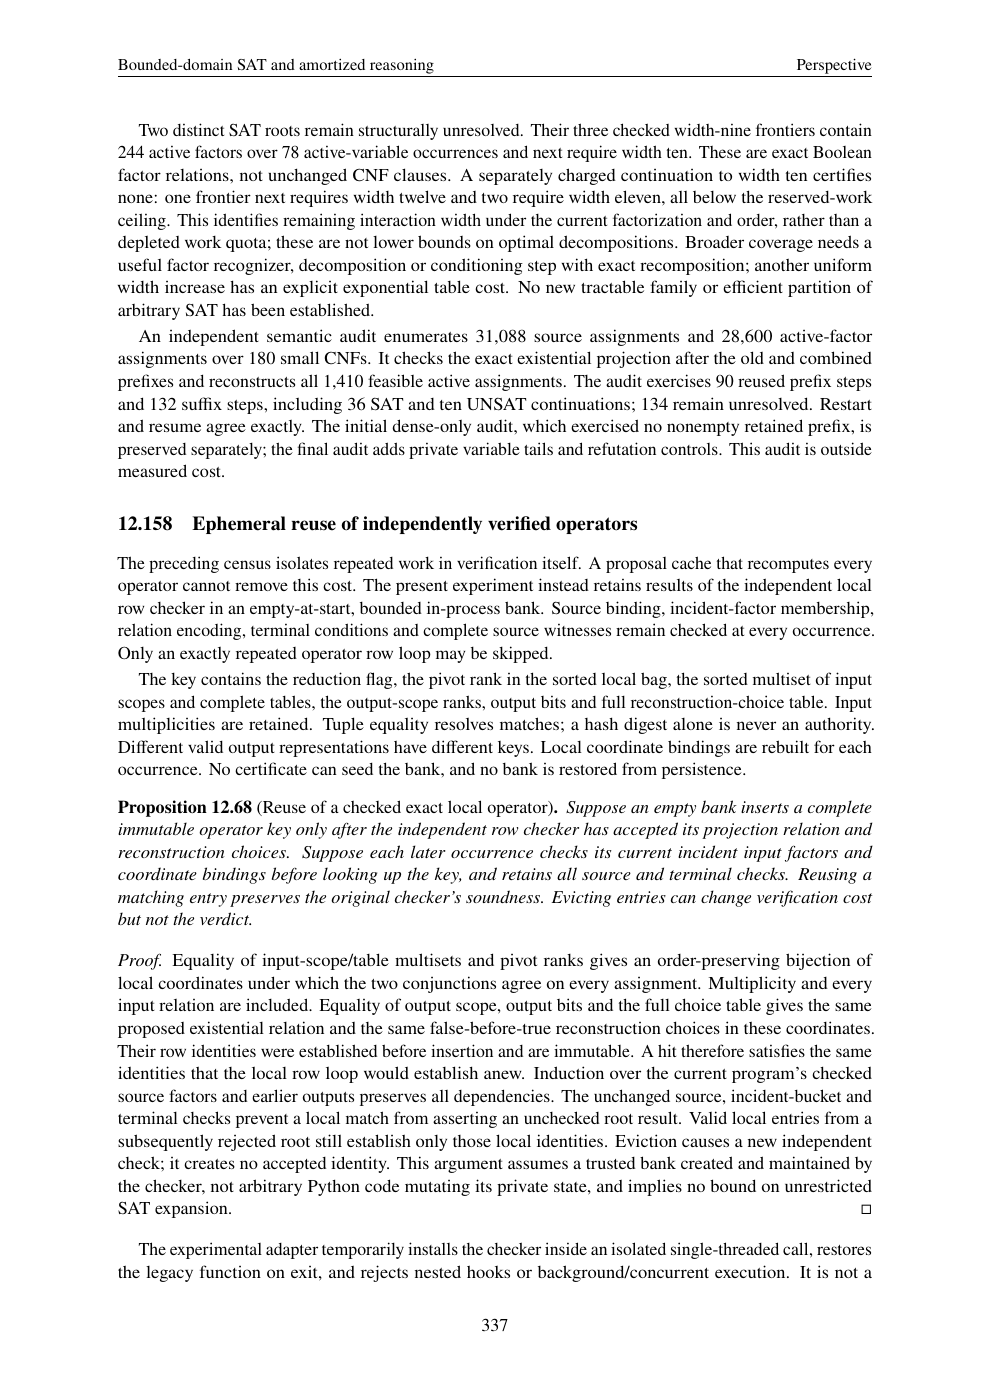 Bounded-domain SAT and amortized reasoning Perspective
Two distinct SAT roots remain structurally unresolved. Their three checked width-nine frontiers contain
244 active factors over 78 active-variable occurrences and next require width ten. These are exact Boolean
factor relations, not unchanged CNF clauses. A separately charged continuation to width ten certifies
none: one frontier next requires width twelve and two require width eleven, all below the reserved-work
ceiling. This identifies remaining interaction width under the current factorization and order, rather than a
depleted work quota; these are not lower bounds on optimal decompositions. Broader coverage needs a
useful factor recognizer, decomposition or conditioning step with exact recomposition; another uniform
width increase has an explicit exponential table cost. No new tractable family or efficient partition of
arbitrary SAT has been established.
An independent semantic audit enumerates 31,088 source assignments and 28,600 active-factor
assignments over 180 small CNFs. It checks the exact existential projection after the old and combined
prefixes and reconstructs all 1,410 feasible active assignments. The audit exercises 90 reused prefix steps
and 132 suffix steps, including 36 SAT and ten UNSAT continuations; 134 remain unresolved. Restart
and resume agree exactly. The initial dense-only audit, which exercised no nonempty retained prefix, is
preserved separately; the final audit adds private variable tails and refutation controls. This audit is outside
measured cost.
12.158 Ephemeral reuse of independently verified operators
The preceding census isolates repeated work in verification itself. A proposal cache that recomputes every
operator cannot remove this cost. The present experiment instead retains results of the independent local
row checker in an empty-at-start, bounded in-process bank. Source binding, incident-factor membership,
relation encoding, terminal conditions and complete source witnesses remain checked at every occurrence.
Only an exactly repeated operator row loop may be skipped.
The key contains the reduction flag, the pivot rank in the sorted local bag, the sorted multiset of input
scopes and complete tables, the output-scope ranks, output bits and full reconstruction-choice table. Input
multiplicities are retained. Tuple equality resolves matches; a hash digest alone is never an authority.
Different valid output representations have different keys. Local coordinate bindings are rebuilt for each
occurrence. No certificate can seed the bank, and no bank is restored from persistence.
Proposition 12.68 (Reuse of a checked exact local operator). Suppose an empty bank inserts a complete
immutable operator key only after the independent row checker has accepted its projection relation and
reconstruction choices. Suppose each later occurrence checks its current incident input factors and
coordinate bindings before looking up the key, and retains all source and terminal checks. Reusing a
matching entry preserves the original checker's soundness. Evicting entries can change verification cost
but not the verdict.
Proof. Equality of input-scope/table multisets and pivot ranks gives an order-preserving bijection of
local coordinates under which the two conjunctions agree on every assignment. Multiplicity and every
input relation are included. Equality of output scope, output bits and the full choice table gives the same
proposed existential relation and the same false-before-true reconstruction choices in these coordinates.
Their row identities were established before insertion and are immutable. A hit therefore satisfies the same
identities that the local row loop would establish anew. Induction over the current program's checked
source factors and earlier outputs preserves all dependencies. The unchanged source, incident-bucket and
terminal checks prevent a local match from asserting an unchecked root result. Valid local entries from a
subsequently rejected root still establish only those local identities. Eviction causes a new independent
check; it creates no accepted identity. This argument assumes a trusted bank created and maintained by
the checker, not arbitrary Python code mutating its private state, and implies no bound on unrestricted
SAT expansion. □
The experimental adapter temporarily installs the checker inside an isolated single-threaded call, restores
the legacy function on exit, and rejects nested hooks or background/concurrent execution. It is not a
337